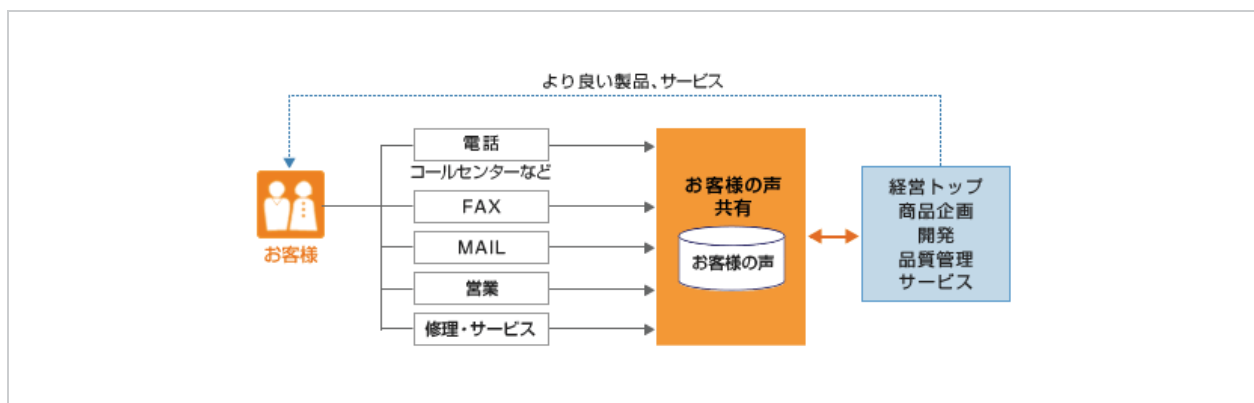 より良い製品、サービス
電話
コールセンターなど
FAX
MAIL
営業
修理・サービス
お客様
お客様の声
共有
お客様の声
経営トップ
商品企画
開発
品質管理
サービス